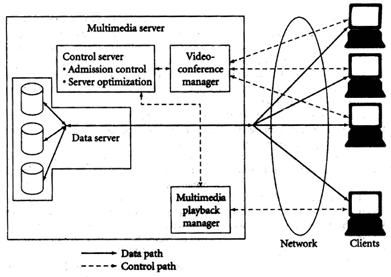 Multimedia server
Control server
• Admission control
• Server optimization
Video-
conference
manager
Data server
Multimedia
playback
manager
Network
Clients
Data path
Control path